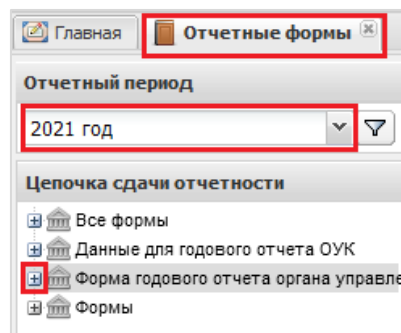 Главная
Отчетные формы
Отчетный период
2021 год
Цепочка сдачи отчетности
Все формы
Данные для годового отчета ОУК
Форма годового отчета органа управле
Формы